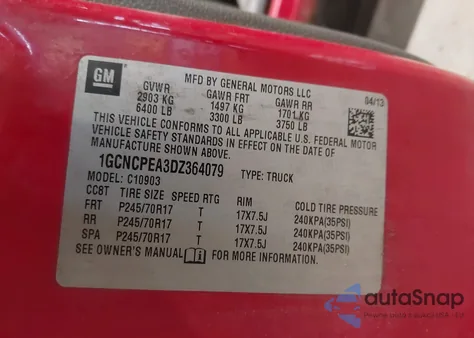 GM
MFD BY GENERAL MOTORS LLC
GVWR GAWR FRT GAWR RR 04/13
2903 KG 1497 KG 1701 KG
6400 LB 3300 LB 3750 LB
THIS VEHICLE CONFORMS TO ALL APPLICABLE U.S. FEDERAL MOTOR
VEHICLE SAFETY STANDARDS IN EFFECT ON THE DATE OF
MANUFACTURE SHOWN ABOVE.
1GCNCPEA3DZ364079 TYPE: TRUCK
MODEL: C10903
CC8T TIRE SIZE SPEED RTG RIM COLD TIRE PRESSURE
FRT P245/70R17 T 17X7.5J 240KPA(35PSI)
RR P245/70R17 T 17X7.5J 240KPA(35PSI)
SPA P245/70R17 T 17X7.5J 240KPA(35PSI)
SEE OWNER'S MANUAL FOR MORE INFORMATION.
autaSnap